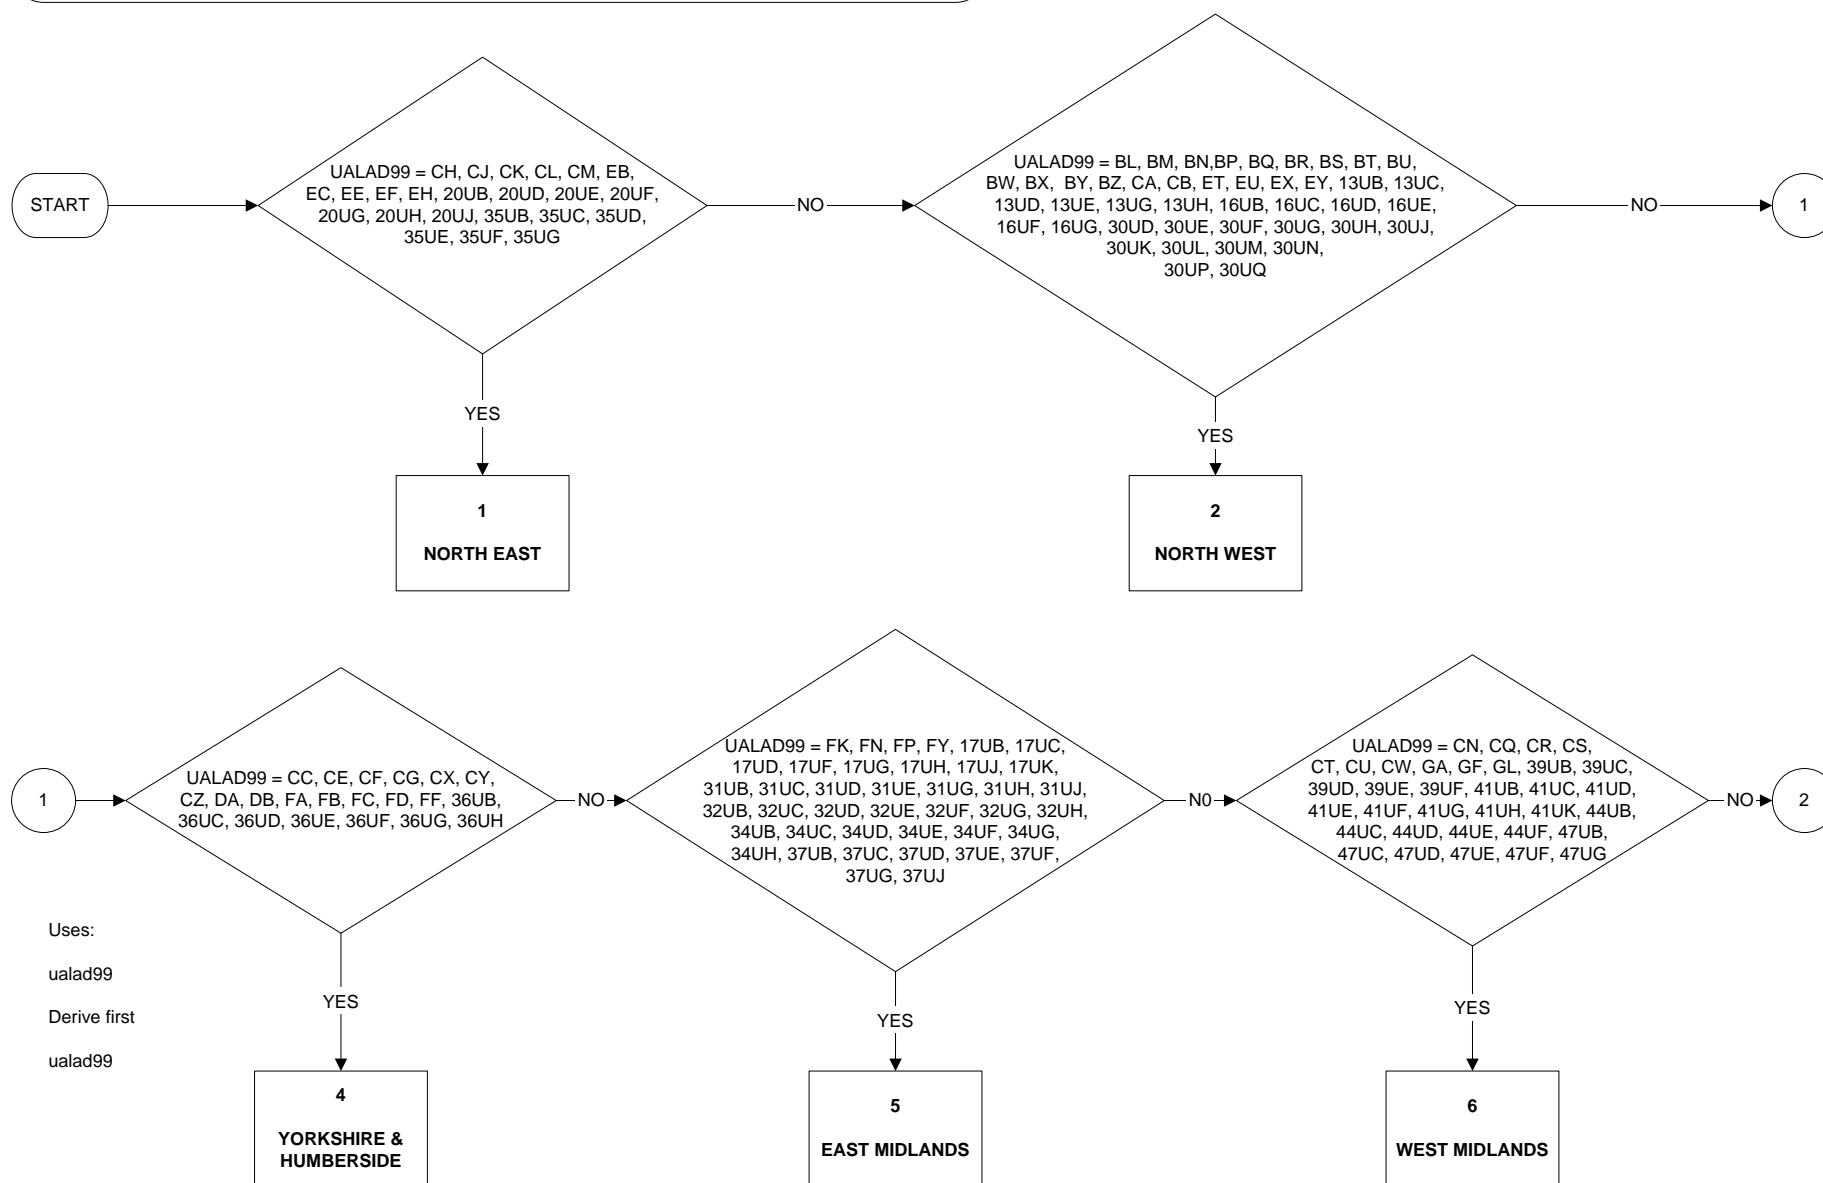 START
UALAD99 = CH, CJ, CK, CL, CM, EB,
EC, EE, EF, EH, 20UB, 20UD, 20UE, 20UF,
20UG, 20UH, 20UJ, 35UB, 35UC, 35UD,
35UE, 35UF, 35UG
NO
UALAD99 = BL, BM, BN,BP, BQ, BR, BS, BT, BU,
BW, BX, BY, BZ, CA, CB, ET, EU, EX, EY, 13UB, 13UC,
13UD, 13UE, 13UG, 13UH, 16UB, 16UC, 16UD, 16UE,
16UF, 16UG, 30UD, 30UE, 30UF, 30UG, 30UH, 30UJ,
30UK, 30UL, 30UM, 30UN,
30UP, 30UQ
NO
1
YES
YES
1
NORTH EAST
2
NORTH WEST
1
UALAD99 = CC, CE, CF, CG, CX, CY,
CZ, DA, DB, FA, FB, FC, FD, FF, 36UB,
36UC, 36UD, 36UE, 36UF, 36UG, 36UH
NO
UALAD99 = FK, FN, FP, FY, 17UB, 17UC,
17UD, 17UF, 17UG, 17UH, 17UJ, 17UK,
31UB, 31UC, 31UD, 31UE, 31UG, 31UH, 31UJ,
32UB, 32UC, 32UD, 32UE, 32UF, 32UG, 32UH,
34UB, 34UC, 34UD, 34UE, 34UF, 34UG,
34UH, 37UB, 37UC, 37UD, 37UE, 37UF,
37UG, 37UJ
N0
UALAD99 = CN, CQ, CR, CS,
CT, CU, CW, GA, GF, GL, 39UB, 39UC,
39UD, 39UE, 39UF, 41UB, 41UC, 41UD,
41UE, 41UF, 41UG, 41UH, 41UK, 44UB,
44UC, 44UD, 44UE, 44UF, 47UB,
47UC, 47UD, 47UE, 47UF, 47UG
NO
2
Uses:
ualad99
Derive first
ualad99
YES
YES
YES
4
YORKSHIRE &
HUMBERSIDE
5
EAST MIDLANDS
6
WEST MIDLANDS